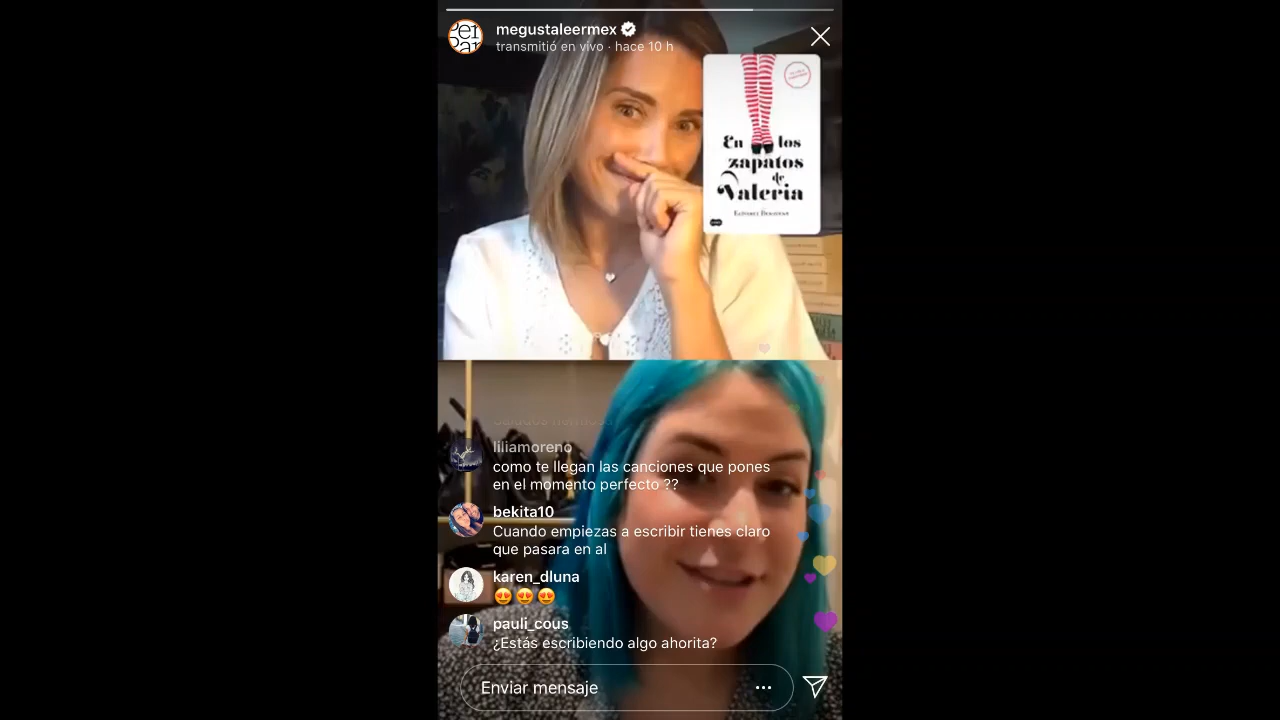 megustaleermex
transmitió en vivo · hace 10 h
En los
zapatos
de
Valeria
Elísabet Benavent
liliamoreno
como te llegan las canciones que pones
en el momento perfecto ??
bekita10
Cuando empiezas a escribir tienes claro
que pasara en al
karen_dluna
😍 😍 😍
pauli_cous
¿Estás escribiendo algo ahorita?
Enviar mensaje